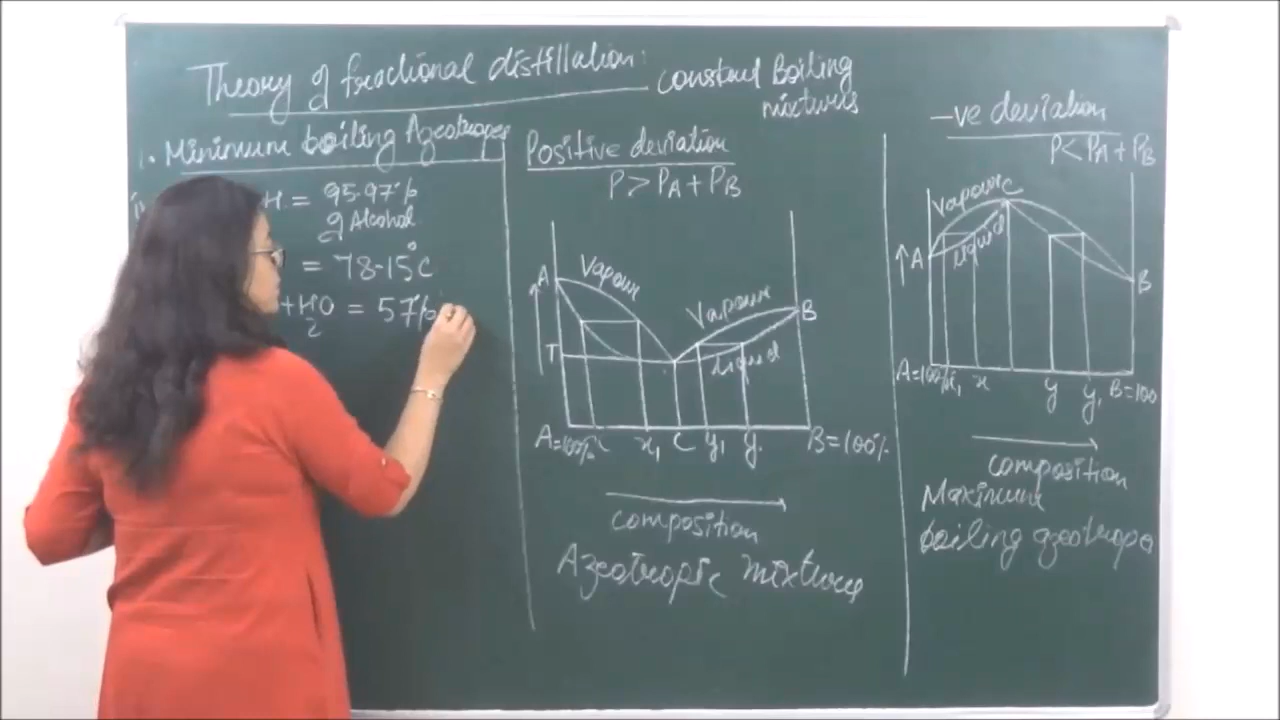 Theory of fractional distillation:
constant Boiling
mixtures
1. Minimum boiling Azeotropes
H = 95.97%
of Alcohol
= 78.15°C
+ H2O = 57%
Positive deviation
P > PA + PB
A
Vapour
Vapour
B
T
Liquid
A=100% x x1 C y1 y B=100%
composition
Azeotropic mixture
-ve deviation
P < PA + PB
Vapour C
Liquid
A
B
A=100% x1 x y y1 B=100
composition
Maximum
boiling azeotrope